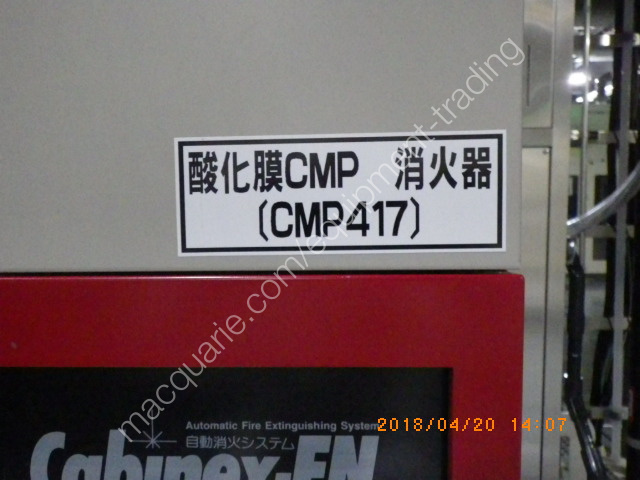 酸化膜CMP 消火器
〔CMP417〕
macquarie.com/equipment-trading
Automatic Fire Extinguishing System
自動消火システム
Cabinex-FN
2018/04/20 14:07